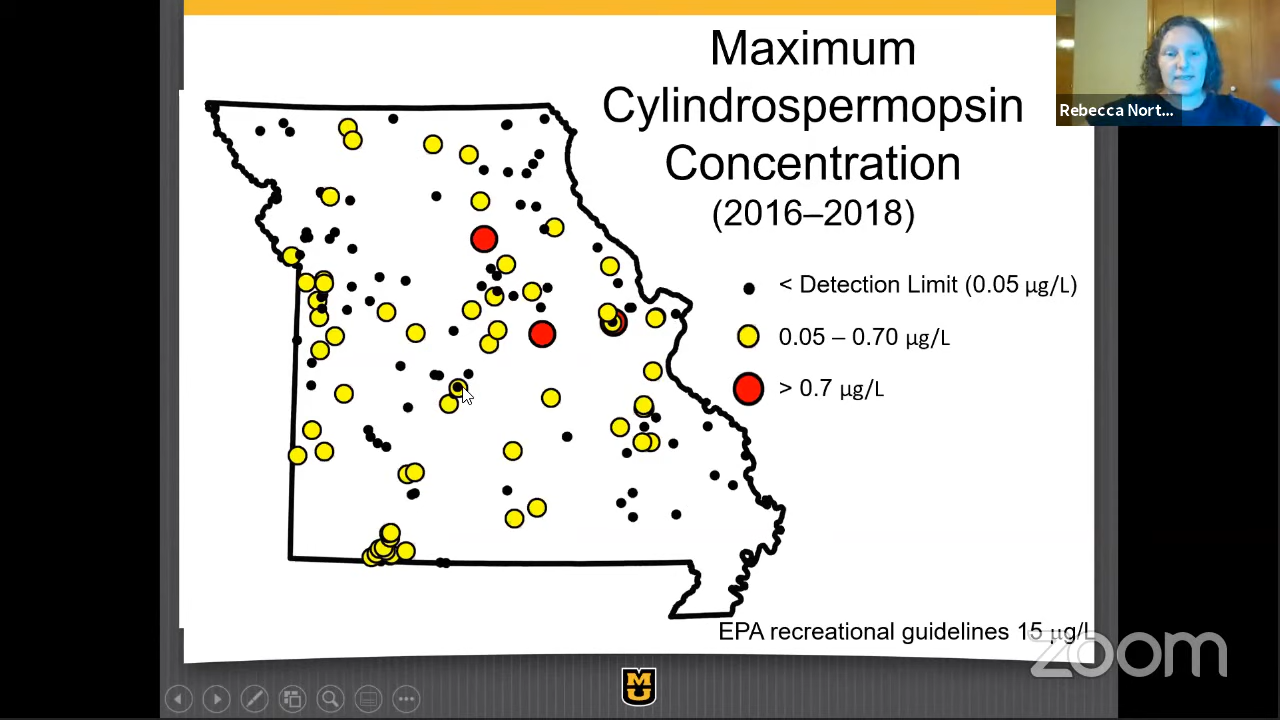 Maximum
Cylindrospermopsin
Concentration
(2016–2018)
Rebecca Nort...
< Detection Limit (0.05 µg/L)
0.05 – 0.70 µg/L
> 0.7 µg/L
EPA recreational guidelines 15 µg/L
zoom
MU